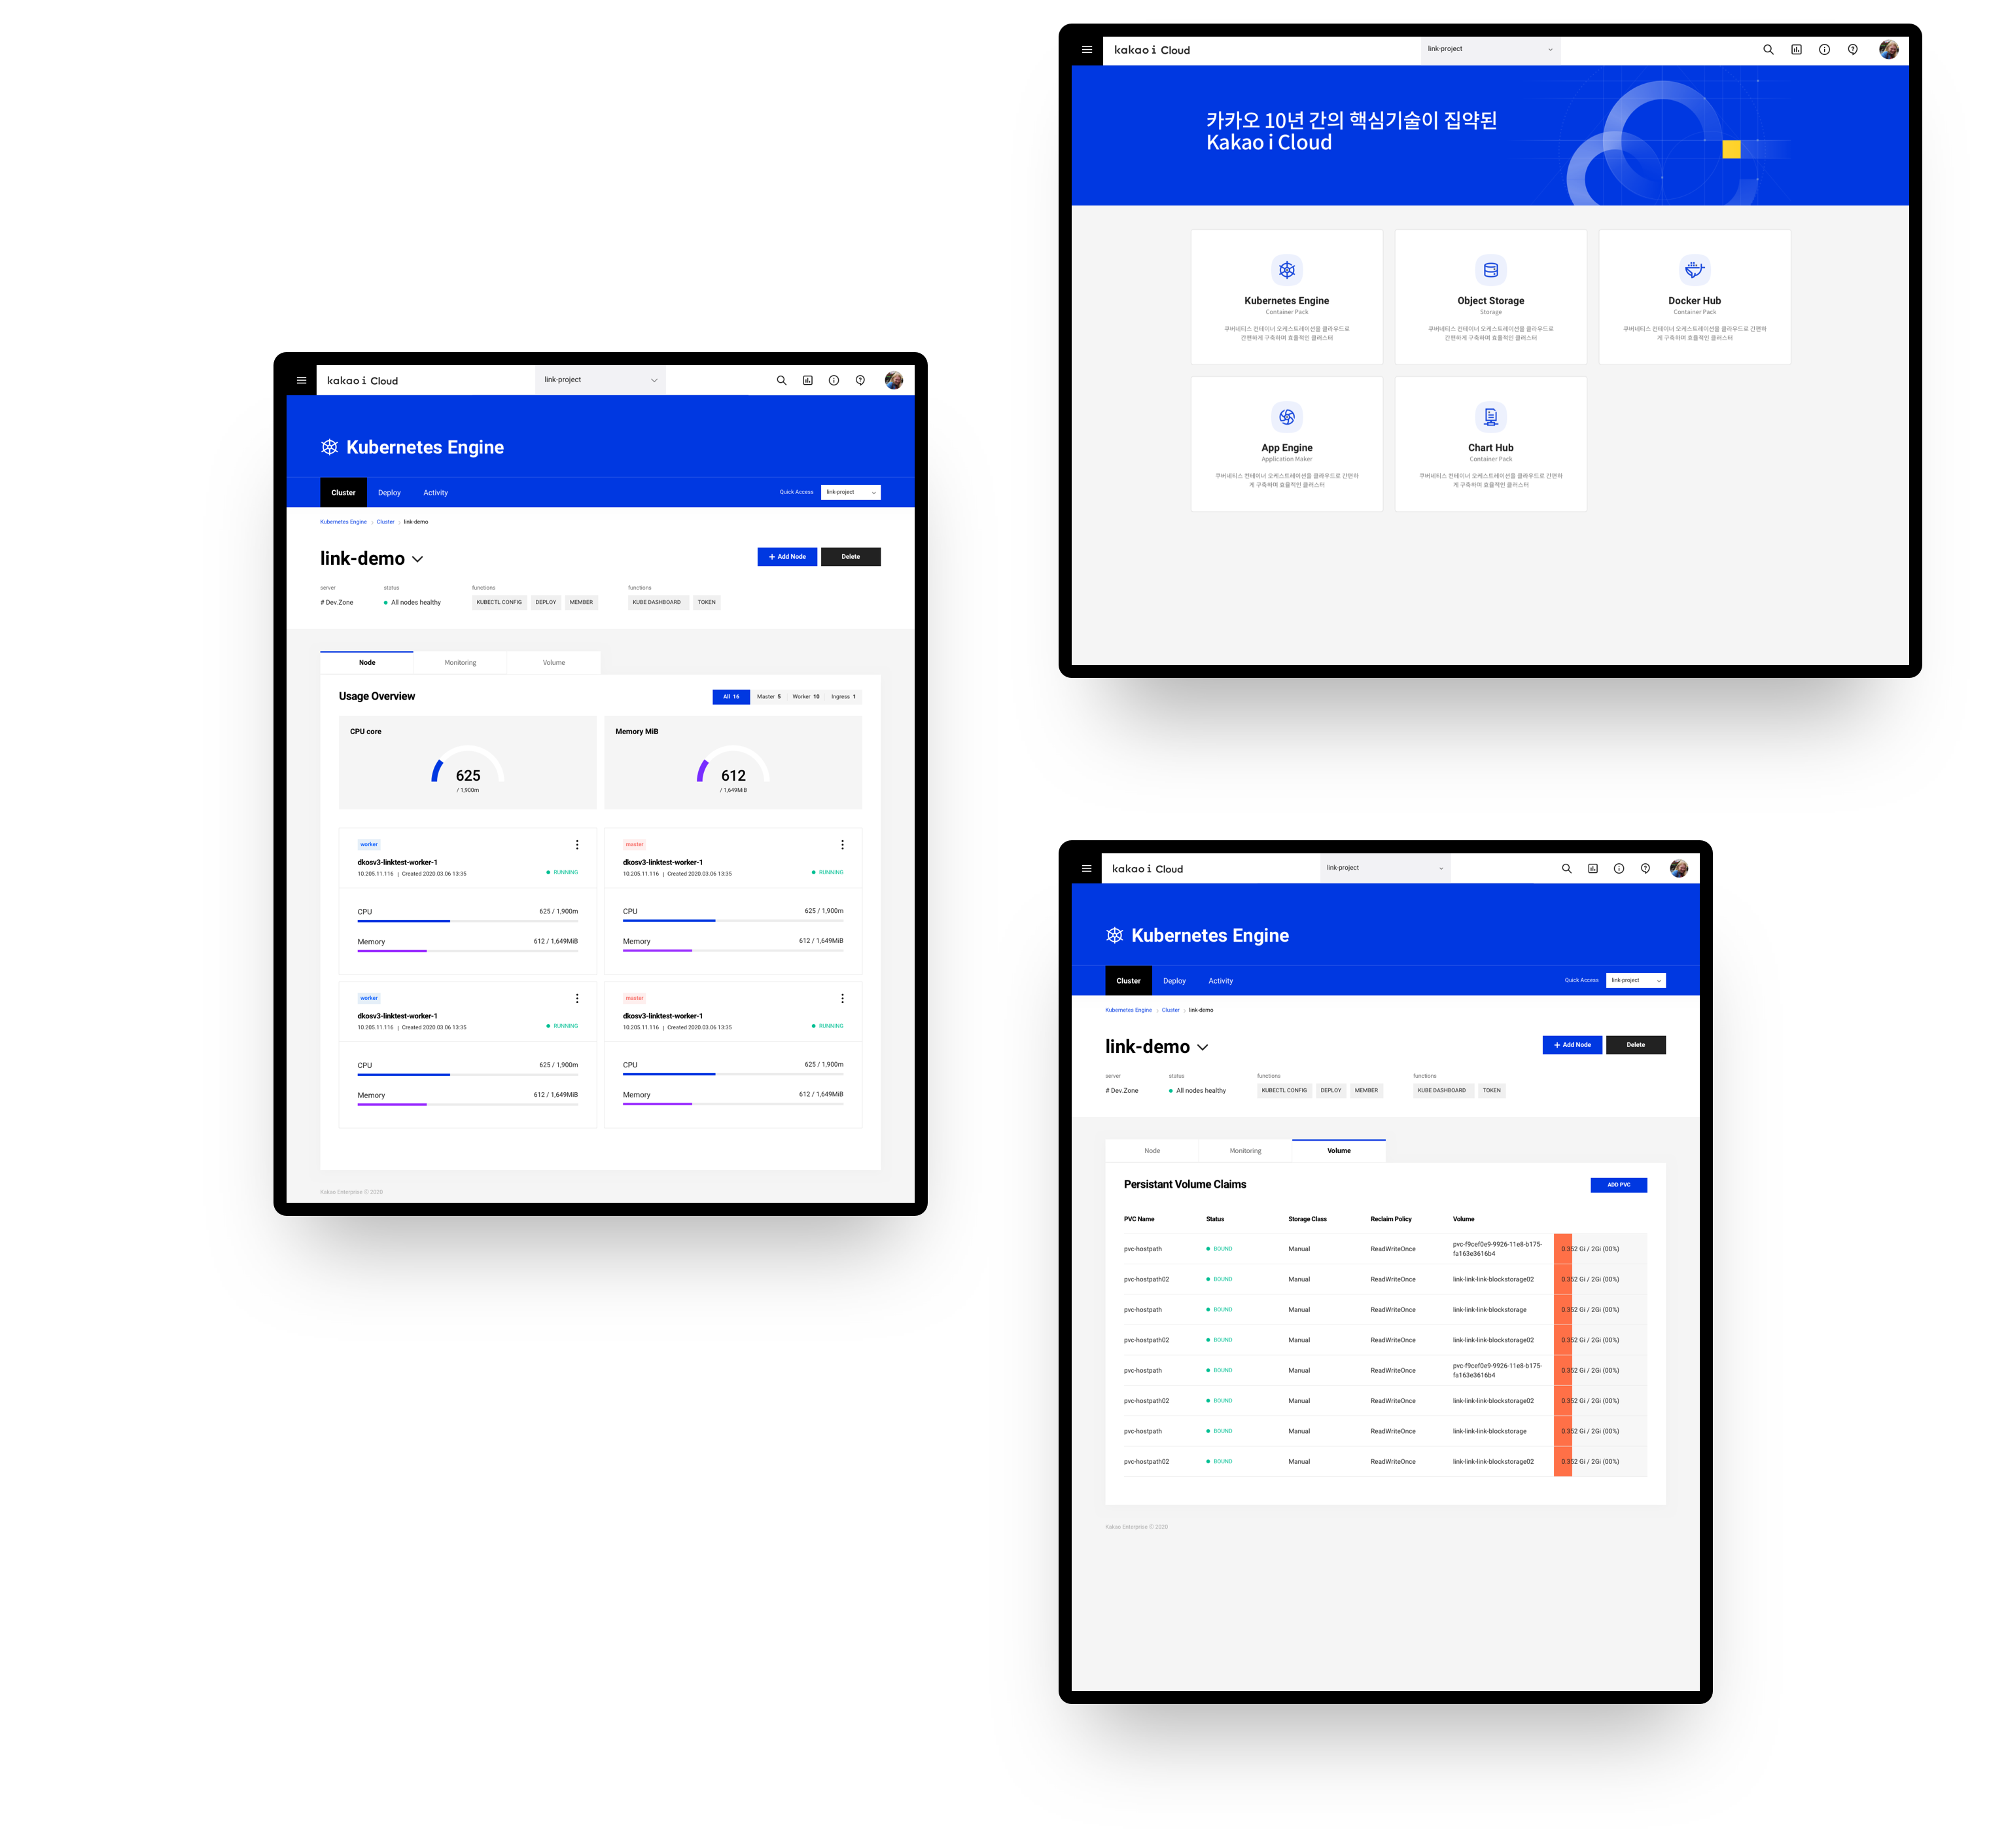 kakao i Cloud
link-project
Kubernetes Engine
Cluster Deploy Activity
Quick Access link-project
Kubernetes Engine > Cluster > link-demo
link-demo
+ Add Node Delete
server status functions functions
# Dev.Zone All nodes healthy KUBECTL CONFIG DEPLOY MEMBER KUBE DASHBOARD TOKEN
Node Monitoring Volume
Usage Overview
All 16 Master 5 Worker 10 Ingress 1
CPU core
625
/ 1,900m
Memory MiB
612
/ 1,649MiB
worker
dkosv3-linktest-worker-1
10.205.11.116 | Created 2020.03.06 13:35
RUNNING
CPU 625 / 1,900m
Memory 612 / 1,649MiB
master
dkosv3-linktest-worker-1
10.205.11.116 | Created 2020.03.06 13:35
RUNNING
CPU 625 / 1,900m
Memory 612 / 1,649MiB
worker
dkosv3-linktest-worker-1
10.205.11.116 | Created 2020.03.06 13:35
RUNNING
CPU 625 / 1,900m
Memory 612 / 1,649MiB
master
dkosv3-linktest-worker-1
10.205.11.116 | Created 2020.03.06 13:35
RUNNING
CPU 625 / 1,900m
Memory 612 / 1,649MiB
Kakao Enterprise ⓒ 2020
kakao i Cloud
link-project
카카오 10년 간의 핵심기술이 집약된
Kakao i Cloud
Kubernetes Engine
Container Pack
쿠버네티스 컨테이너 오케스트레이션을 클라우드로
간편하게 구축하며 효율적인 클러스터
Object Storage
Storage
쿠버네티스 컨테이너 오케스트레이션을 클라우드로
간편하게 구축하며 효율적인 클러스터
Docker Hub
Container Pack
쿠버네티스 컨테이너 오케스트레이션을 클라우드로 간편하
게 구축하며 효율적인 클러스터
App Engine
Application Maker
쿠버네티스 컨테이너 오케스트레이션을 클라우드로 간편하
게 구축하며 효율적인 클러스터
Chart Hub
Container Pack
쿠버네티스 컨테이너 오케스트레이션을 클라우드로 간편하
게 구축하며 효율적인 클러스터
kakao i Cloud
link-project
Kubernetes Engine
Cluster Deploy Activity
Quick Access link-project
Kubernetes Engine > Cluster > link-demo
link-demo
+ Add Node Delete
server status functions functions
# Dev.Zone All nodes healthy KUBECTL CONFIG DEPLOY MEMBER KUBE DASHBOARD TOKEN
Node Monitoring Volume
Persistant Volume Claims
ADD PVC
PVC Name Status Storage Class Reclaim Policy Volume
pvc-hostpath BOUND Manual ReadWriteOnce pvc-f9cef0e9-9926-11e8-b175-
fa163e3616b4 0.352 Gi / 2Gi (00%)
pvc-hostpath02 BOUND Manual ReadWriteOnce link-link-link-blockstorage02 0.352 Gi / 2Gi (00%)
pvc-hostpath BOUND Manual ReadWriteOnce link-link-link-blockstorage 0.352 Gi / 2Gi (00%)
pvc-hostpath02 BOUND Manual ReadWriteOnce link-link-link-blockstorage02 0.352 Gi / 2Gi (00%)
pvc-hostpath BOUND Manual ReadWriteOnce pvc-f9cef0e9-9926-11e8-b175-
fa163e3616b4 0.352 Gi / 2Gi (00%)
pvc-hostpath02 BOUND Manual ReadWriteOnce link-link-link-blockstorage02 0.352 Gi / 2Gi (00%)
pvc-hostpath BOUND Manual ReadWriteOnce link-link-link-blockstorage 0.352 Gi / 2Gi (00%)
pvc-hostpath02 BOUND Manual ReadWriteOnce link-link-link-blockstorage02 0.352 Gi / 2Gi (00%)
Kakao Enterprise ⓒ 2020